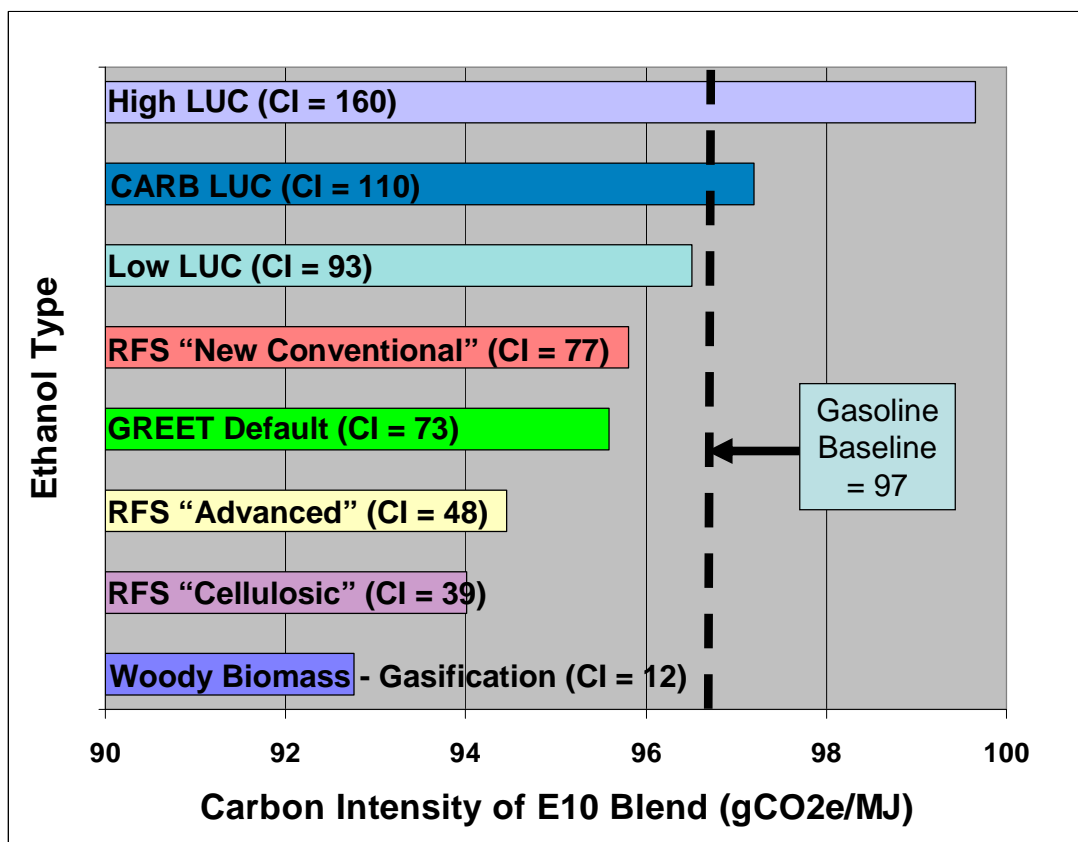 High LUC (CI = 160)
CARB LUC (CI = 110)
Low LUC (CI = 93)
RFS “New Conventional” (CI = 77)
GREET Default (CI = 73)
RFS “Advanced” (CI = 48)
RFS “Cellulosic” (CI = 39)
Woody Biomass - Gasification (CI = 12)
Gasoline
Baseline
= 97
Ethanol Type
90 92 94 96 98 100
Carbon Intensity of E10 Blend (gCO2e/MJ)